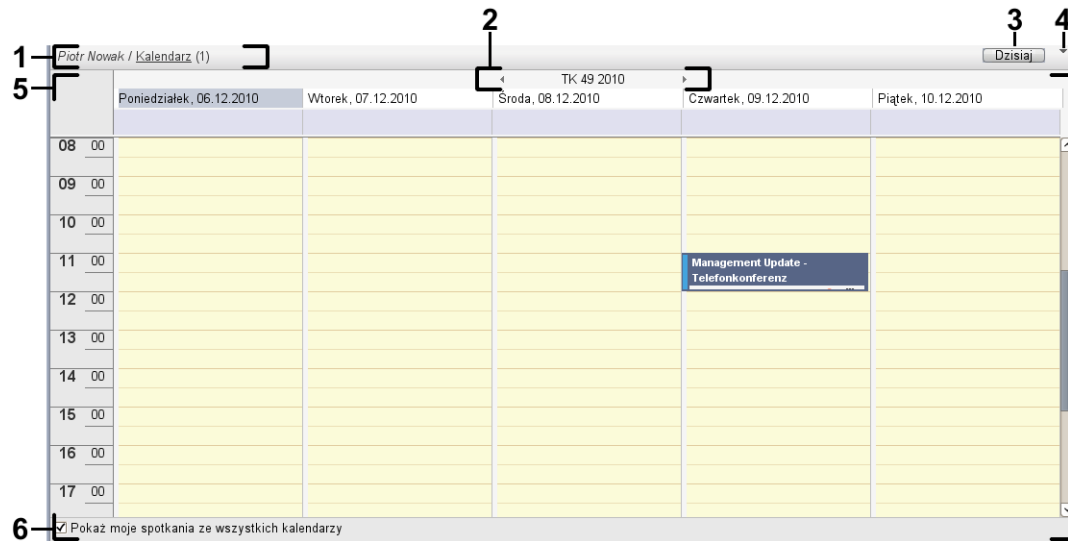 2
3
4
1
Piotr Nowak / Kalendarz (1)
Dzisiaj
5
TK 49 2010
Poniedziałek, 06.12.2010
Wtorek, 07.12.2010
Środa, 08.12.2010
Czwartek, 09.12.2010
Piątek, 10.12.2010
08 00
09 00
10 00
11 00
Management Update -
Telefonkonferenz
12 00
13 00
14 00
15 00
16 00
17 00
6
Pokaż moje spotkania ze wszystkich kalendarzy